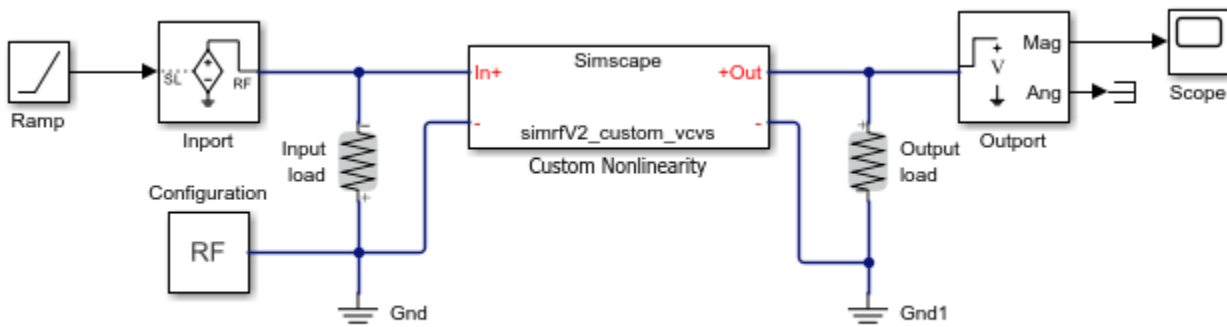 Ramp
SL
RF
Inport
Input
load
Configuration
RF
Gnd
In+
-
Simscape
+Out
-
simrfV2_custom_vcvs
Custom Nonlinearity
Output
load
Gnd1
V
Mag
Ang
Outport
Scope